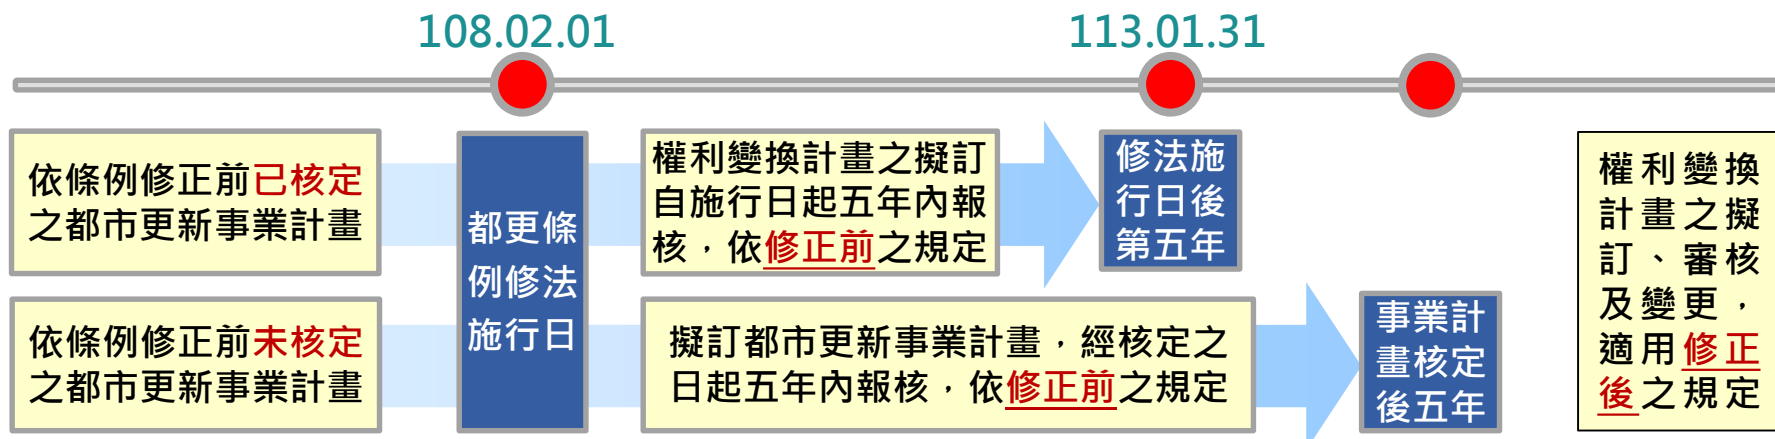 108.02.01
113.01.31
依條例修正前已核定
之都市更新事業計畫
都更條
例修法
施行日
權利變換計畫之擬訂
自施行日起五年內報
核，依修正前之規定
修法施
行日後
第五年
依條例修正前未核定
之都市更新事業計畫
擬訂都市更新事業計畫，經核定之
日起五年內報核，依修正前之規定
事業計
畫核定
後五年
權利變換
計畫之擬
訂、審核
及變更，
適用修正
後之規定